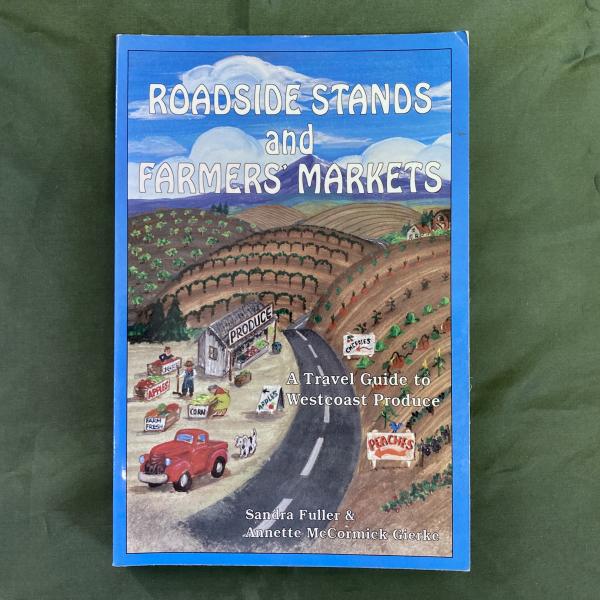 ROADSIDE STANDS
and
FARMERS' MARKETS
PRODUCE
CHERRIES
APPLES
APPLES
CORN
FARM
FRESH
A Travel Guide to
Westcoast Produce
PEACHES
Sandra Fuller &
Annette McCormick Gierke